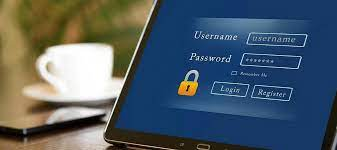 Username username
Password *******
Remember Me
Login Register